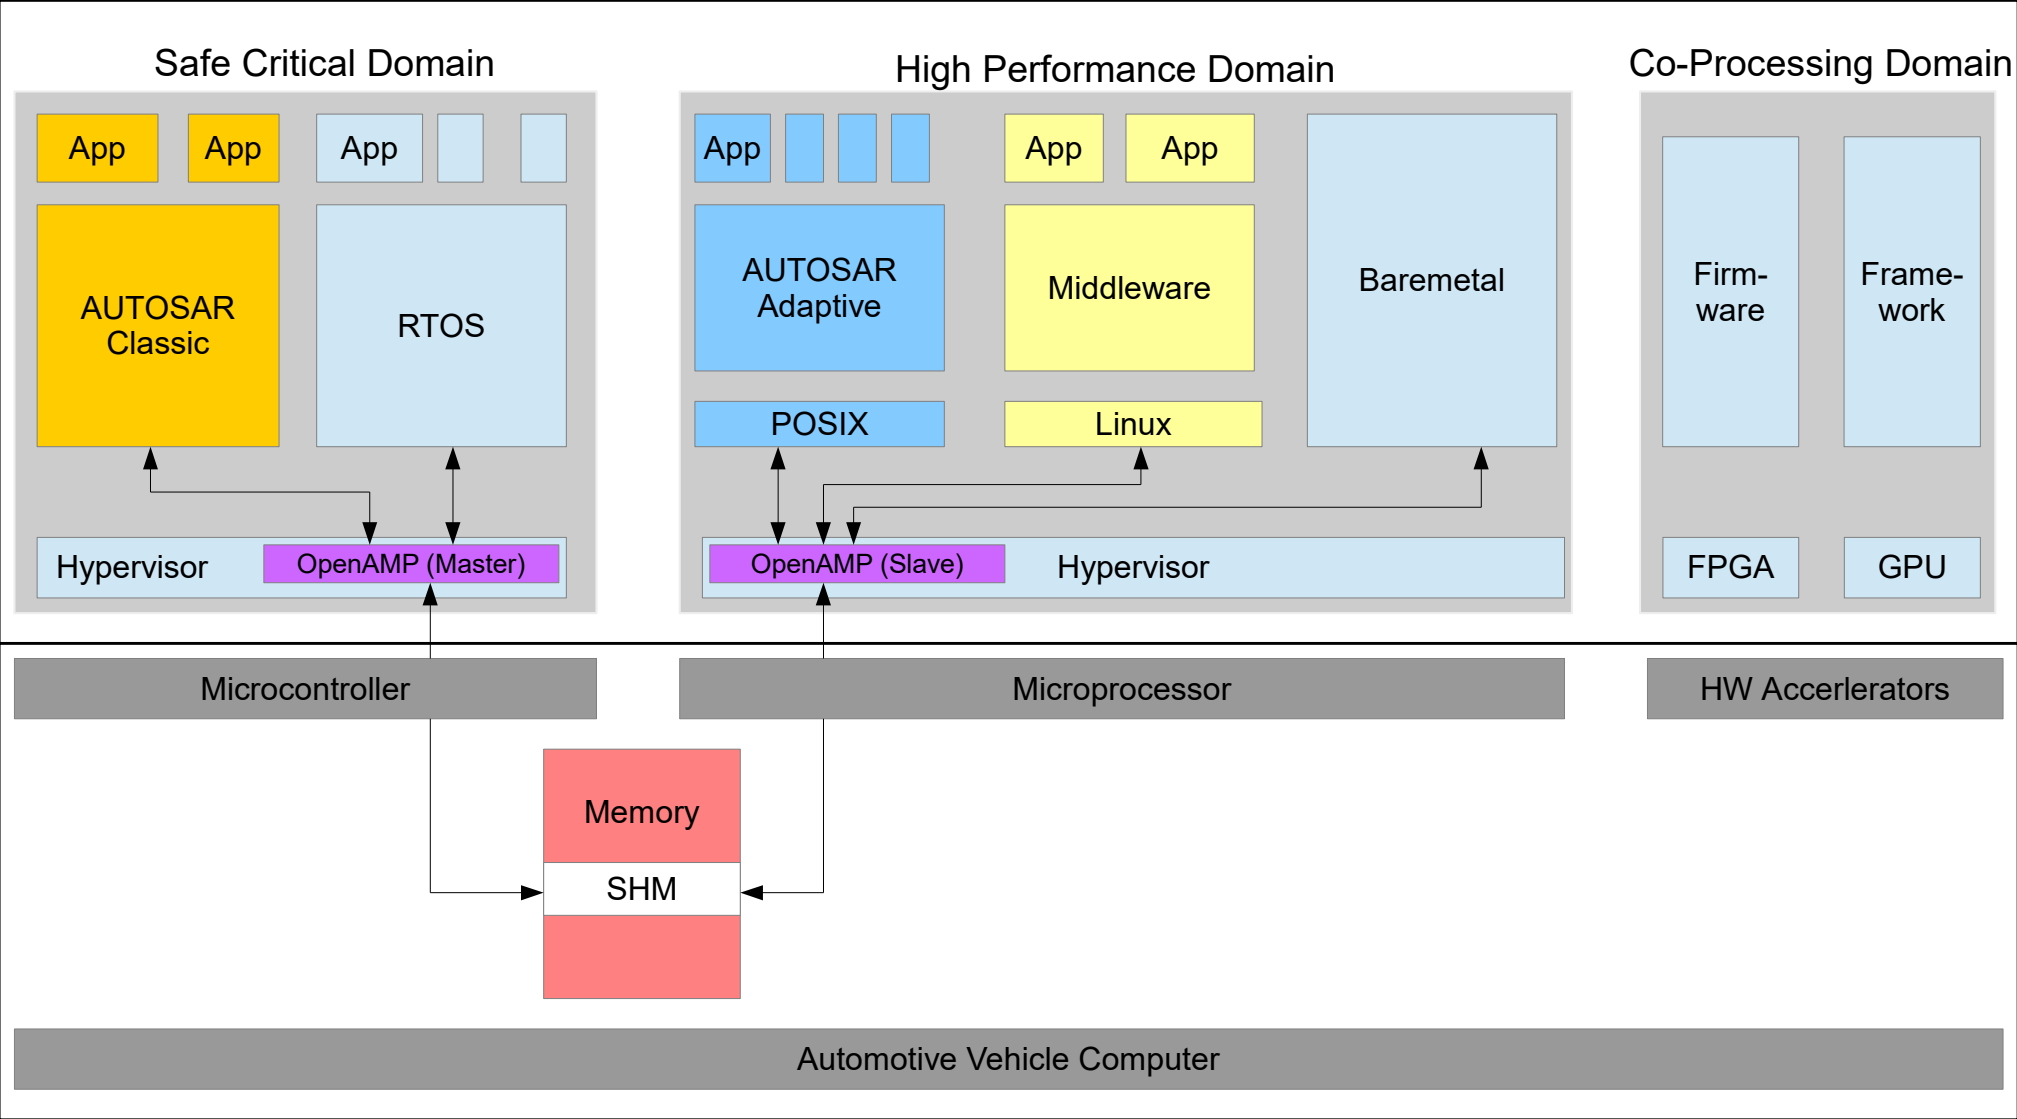 Safe Critical Domain
High Performance Domain
Co-Processing Domain
App
App
App
App
App
App
AUTOSAR
Classic
RTOS
AUTOSAR
Adaptive
Middleware
Baremetal
Firm-
ware
Frame-
work
POSIX
Linux
Hypervisor
OpenAMP (Master)
OpenAMP (Slave)
Hypervisor
FPGA
GPU
Microcontroller
Microprocessor
HW Accerlerators
Memory
SHM
Automotive Vehicle Computer